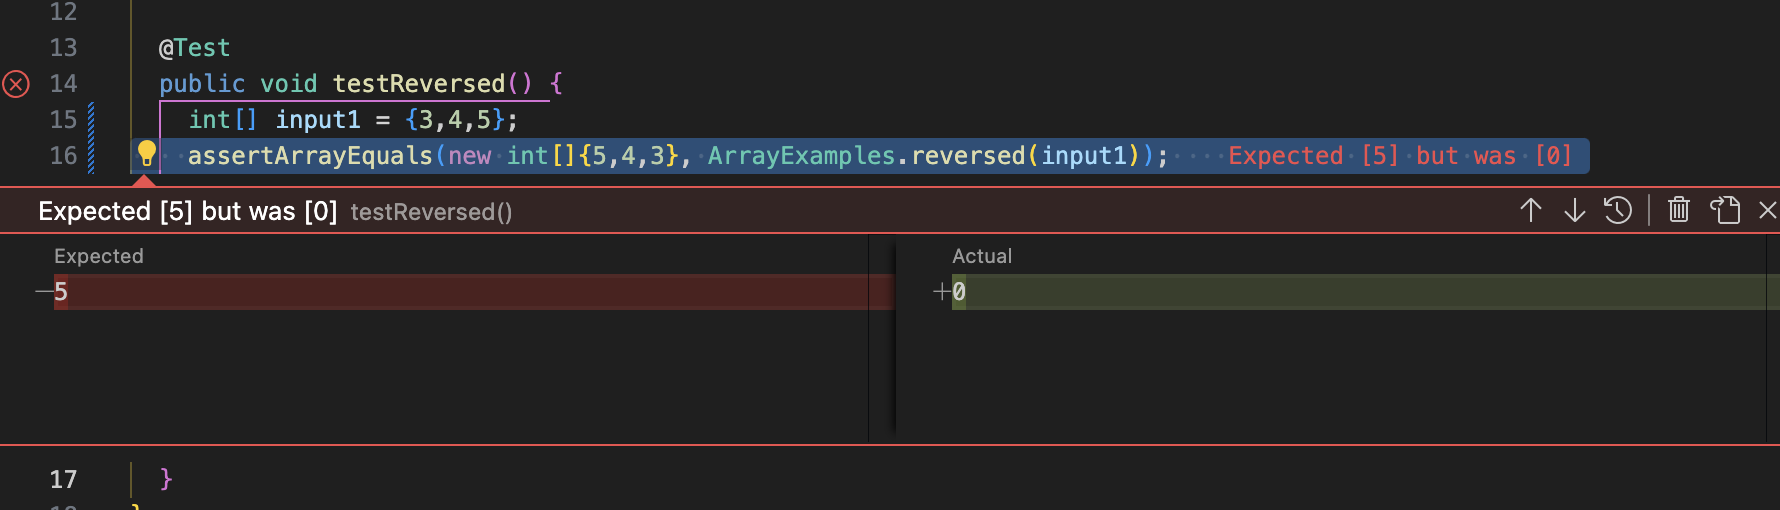 12
13 @Test
14 public void testReversed() {
15 int[] input1 = {3,4,5};
16 assertArrayEquals(new int[]{5,4,3}, ArrayExamples.reversed(input1)); Expected [5] but was [0]
Expected [5] but was [0] testReversed()
Expected Actual
—5 +0
17 }